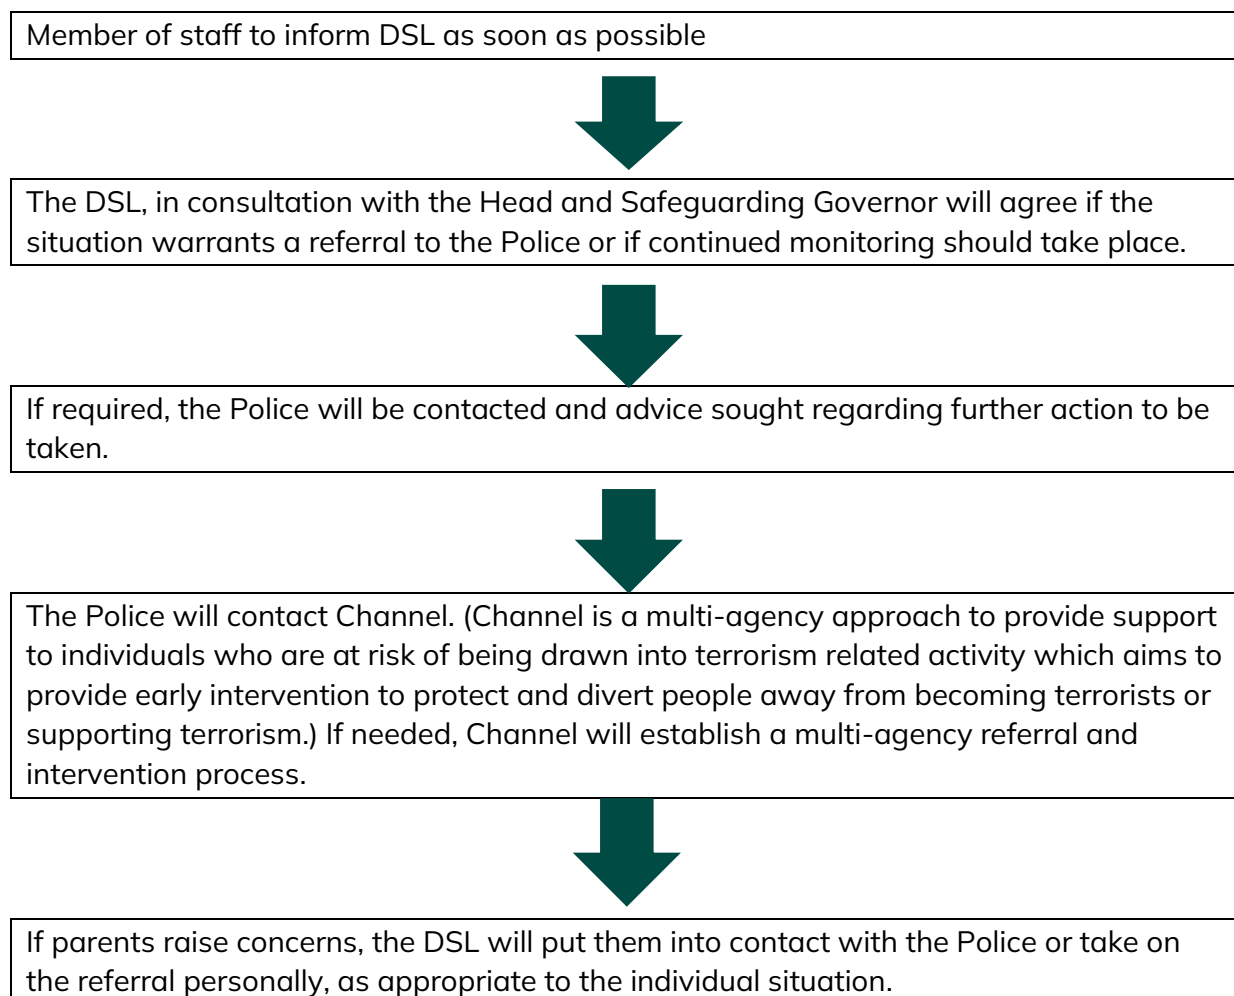 Member of staff to inform DSL as soon as possible
The DSL, in consultation with the Head and Safeguarding Governor will agree if the
situation warrants a referral to the Police or if continued monitoring should take place.
If required, the Police will be contacted and advice sought regarding further action to be
taken.
The Police will contact Channel. (Channel is a multi-agency approach to provide support
to individuals who are at risk of being drawn into terrorism related activity which aims to
provide early intervention to protect and divert people away from becoming terrorists or
supporting terrorism.) If needed, Channel will establish a multi-agency referral and
intervention process.
If parents raise concerns, the DSL will put them into contact with the Police or take on
the referral personally, as appropriate to the individual situation.